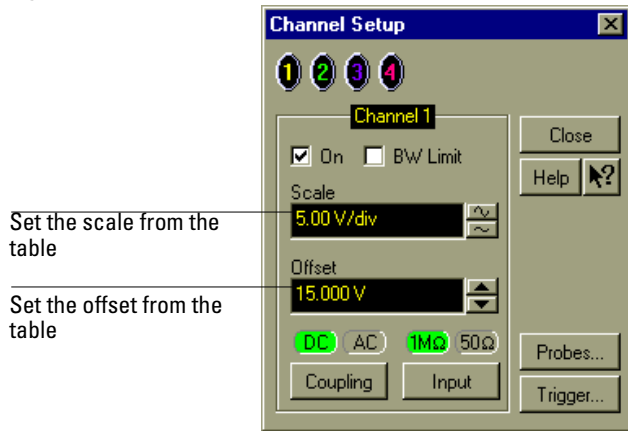 Channel Setup
1 2 3 4
Channel 1
On BW Limit
Close
Help ?
Scale
5.00 V/div
Set the scale from the
table
Offset
15.000 V
Set the offset from the
table
DC AC 1MΩ 50Ω
Coupling Input
Probes...
Trigger...